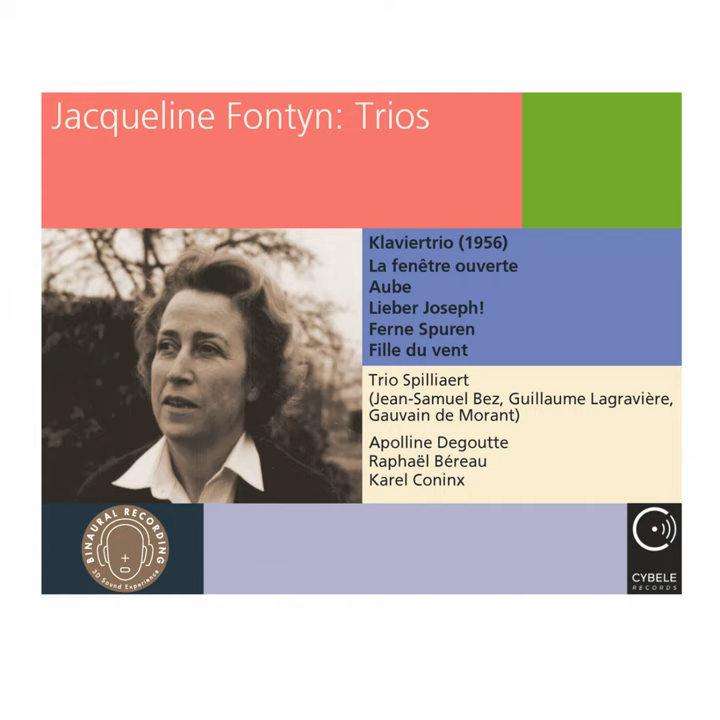 Jacqueline Fontyn: Trios
Klaviertrio (1956)
La fenêtre ouverte
Aube
Lieber Joseph!
Ferne Spuren
Fille du vent
Trio Spilliaert
(Jean-Samuel Bez, Guillaume Lagravière,
Gauvain de Morant)
Apolline Degoutte
Raphaël Béreau
Karel Coninx
BINAURAL RECORDING
3D Sound Experience
CYBELE
RECORDS